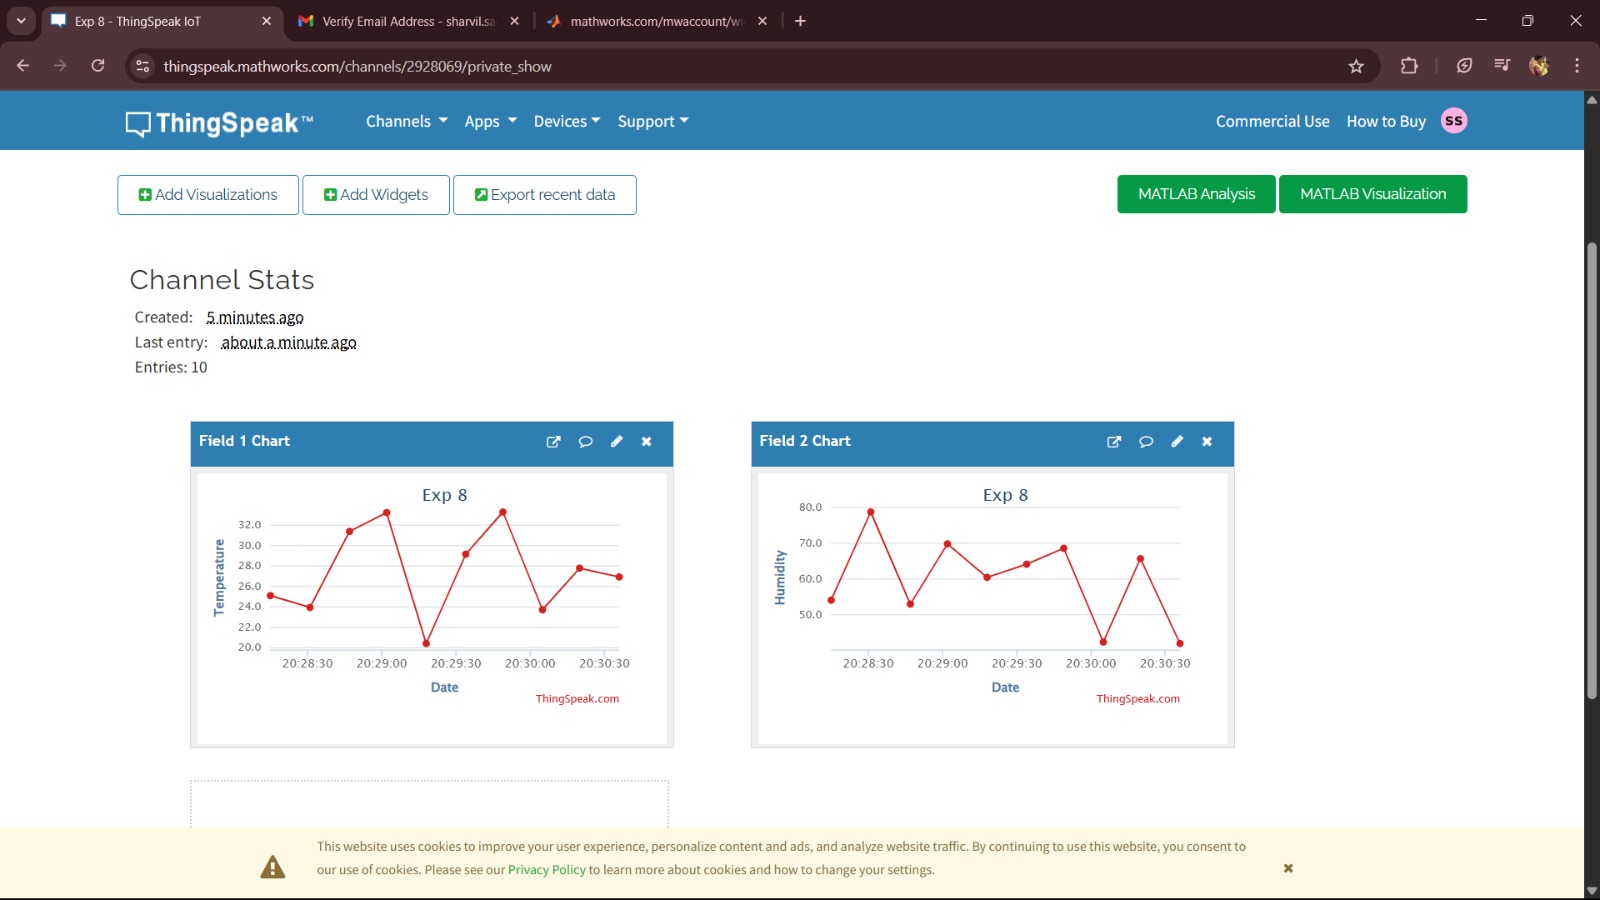 Exp 8 - ThingSpeak IoT
Verify Email Address - sharvil.sa
mathworks.com/mwaccount/wi
thingspeak.mathworks.com/channels/2928069/private_show
ThingSpeak™
Channels
Apps
Devices
Support
Commercial Use
How to Buy
SS
Add Visualizations
Add Widgets
Export recent data
MATLAB Analysis
MATLAB Visualization
Channel Stats
Created: 5 minutes ago
Last entry: about a minute ago
Entries: 10
Field 1 Chart
Exp 8
Temperature
32.0
30.0
28.0
26.0
24.0
22.0
20.0
20:28:30 20:29:00 20:29:30 20:30:00 20:30:30
Date
ThingSpeak.com
Field 2 Chart
Exp 8
Humidity
80.0
70.0
60.0
50.0
20:28:30 20:29:00 20:29:30 20:30:00 20:30:30
Date
ThingSpeak.com
This website uses cookies to improve your user experience, personalize content and ads, and analyze website traffic. By continuing to use this website, you consent to
our use of cookies. Please see our Privacy Policy to learn more about cookies and how to change your settings.